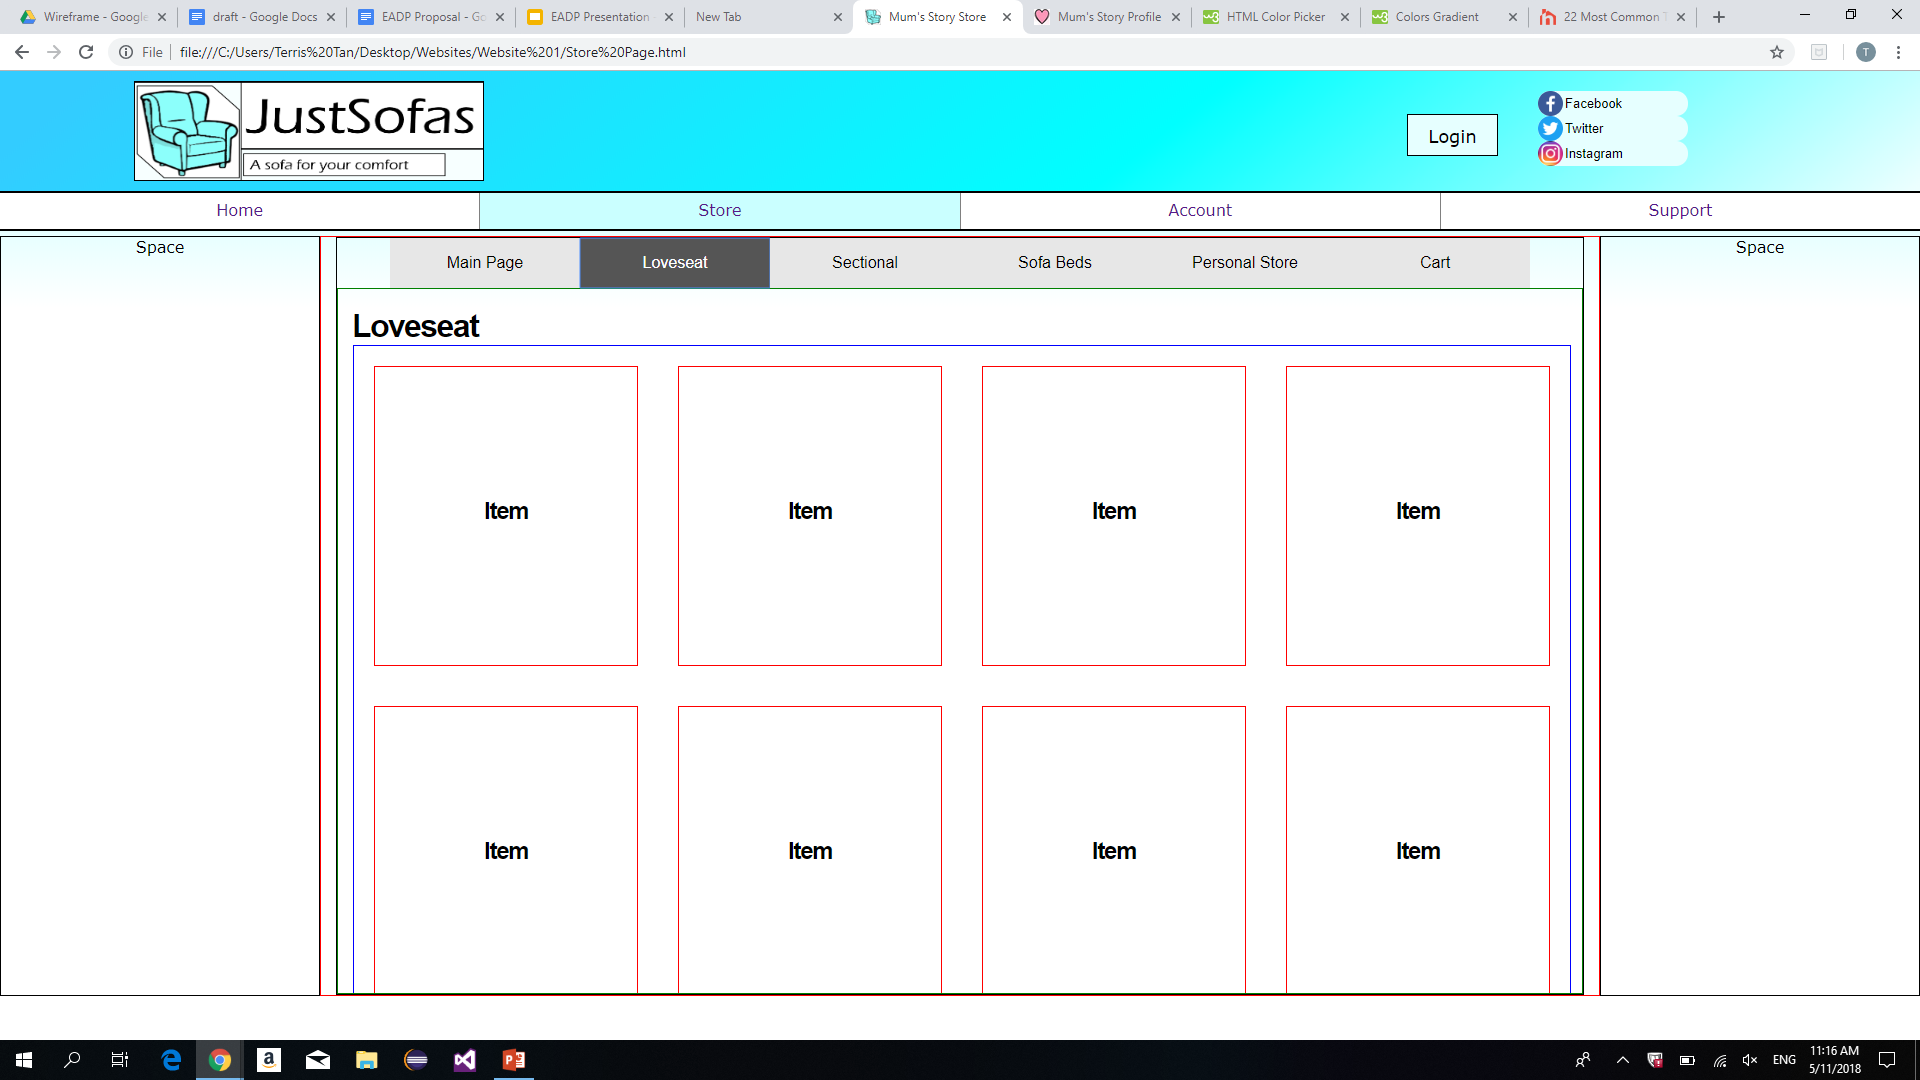 Wireframe - Google
draft - Google Docs
EADP Proposal - Go
EADP Presentation
New Tab
Mum's Story Store
Mum's Story Profile
HTML Color Picker
Colors Gradient
22 Most Common T
File
file:///C:/Users/Terris%20Tan/Desktop/Websites/Website%201/Store%20Page.html
T
JustSofas
A sofa for your comfort
Login
Facebook
Twitter
Instagram
Home
Store
Account
Support
Space
Main Page
Loveseat
Sectional
Sofa Beds
Personal Store
Cart
Space
Loveseat
Item
Item
Item
Item
Item
Item
Item
Item
ENG
11:16 AM
5/11/2018